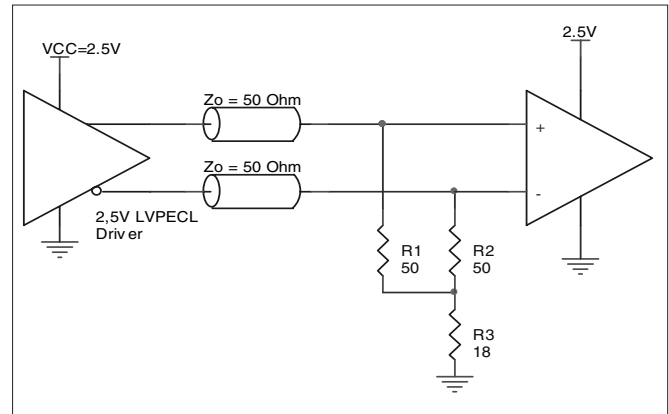 2.5V
VCC=2.5V
Zo = 50 Ohm
+
Zo = 50 Ohm
-
2,5V LVPECL
Driver
R1
50
R2
50
R3
18